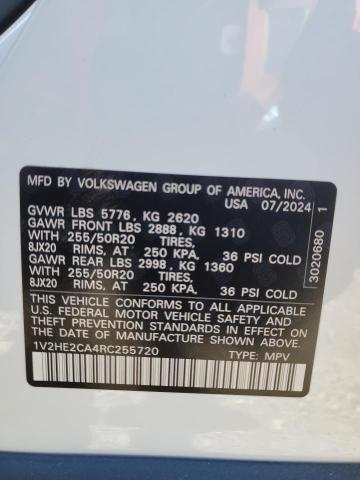 MFD. BY VOLKSWAGEN GROUP OF AMERICA, INC.
USA 07/2024
GVWR LBS 5776, KG 2620
GAWR FRONT LBS 2888, KG 1310
WITH 255/50R20 TIRES,
8JX20 RIMS, AT 250 KPA, 36 PSI COLD
GAWR REAR LBS 2998, KG 1360
WITH 255/50R20 TIRES,
8JX20 RIMS, AT 250 KPA, 36 PSI COLD
THIS VEHICLE CONFORMS TO ALL APPLICABLE
U.S. FEDERAL MOTOR VEHICLE SAFETY
STANDARDS IN EFFECT ON THE DATE OF
MANUFACTURE SHOWN ABOVE.
1V2HE2CA4RC255720 TYPE: MPV
3020680 1